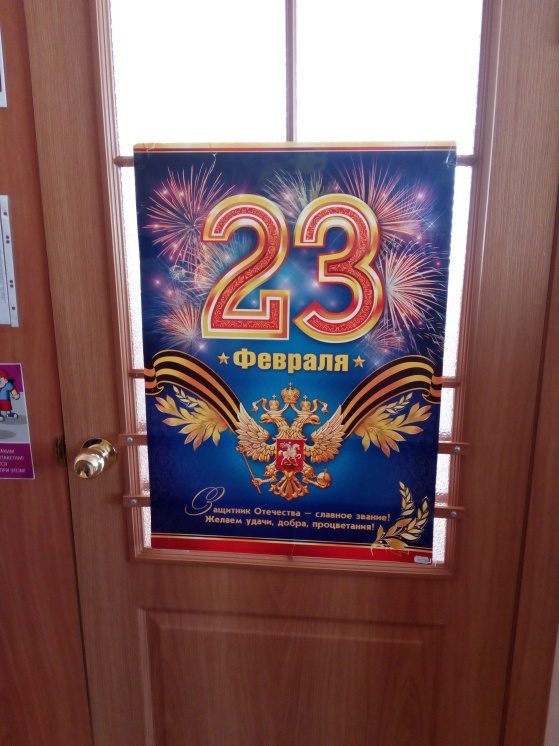 23
Февраля
Защитник Отечества – славное звание!
Желаем удачи, добра, процветания!